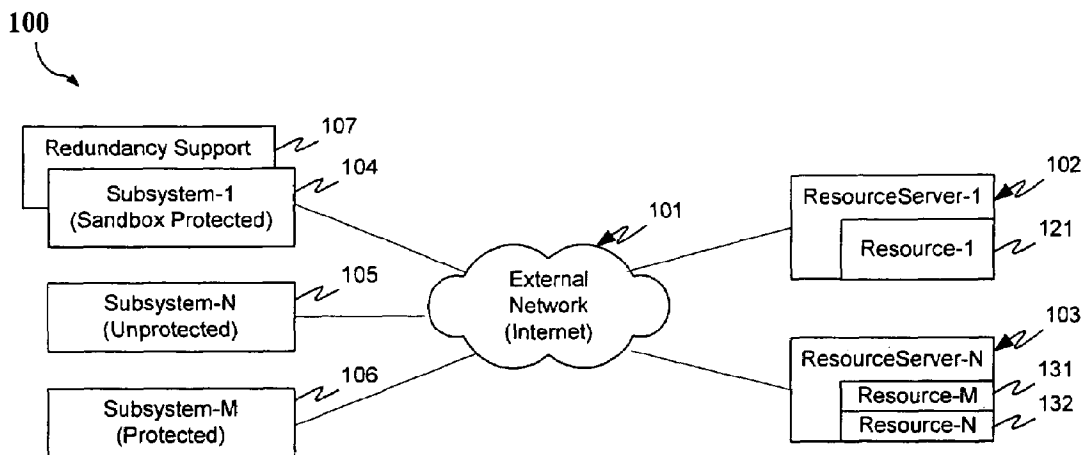 100
Redundancy Support
107
Subsystem-1
(Sandbox Protected)
104
Subsystem-N
(Unprotected)
105
Subsystem-M
(Protected)
106
External
Network
(Internet)
101
ResourceServer-1
102
Resource-1
121
ResourceServer-N
103
Resource-M
131
Resource-N
132